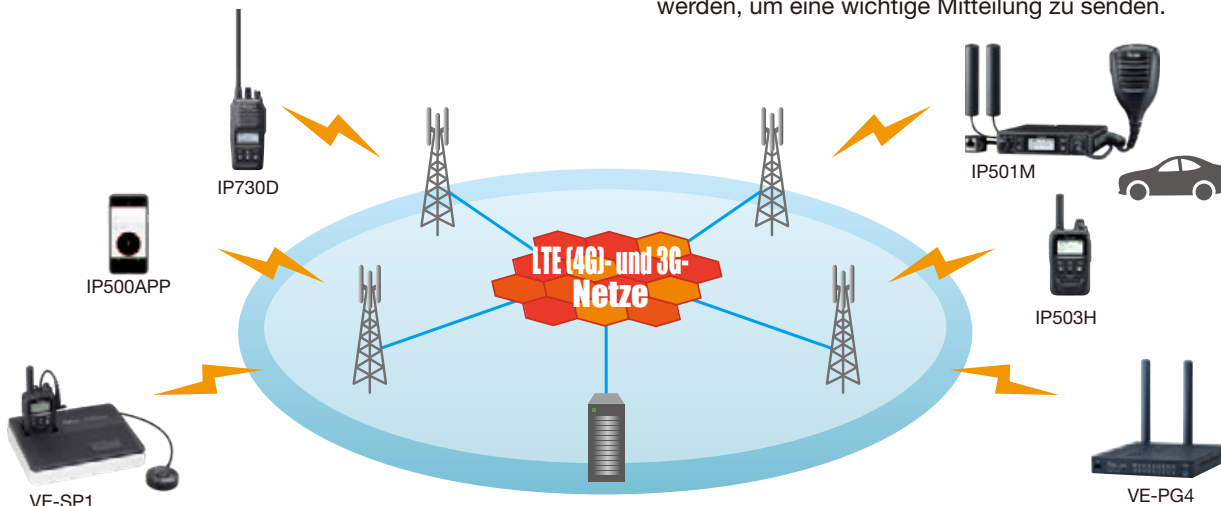 werden, um eine wichtige Mitteilung zu senden.
IP730D
IP501M
IP500APP
LTE (4G)- und 3G-
Netze
IP503H
VE-SP1
VE-PG4